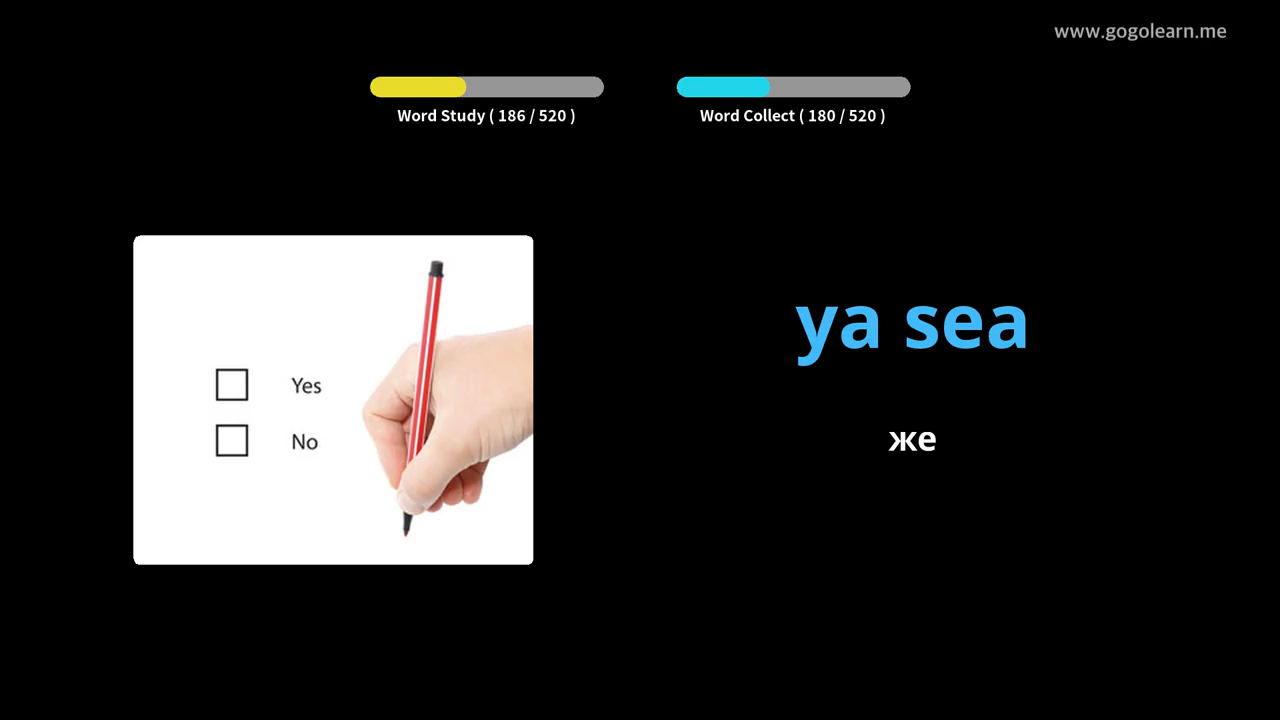 www.gogolearn.me
Word Study ( 186 / 520 )
Word Collect ( 180 / 520 )
Yes
No
ya sea
же